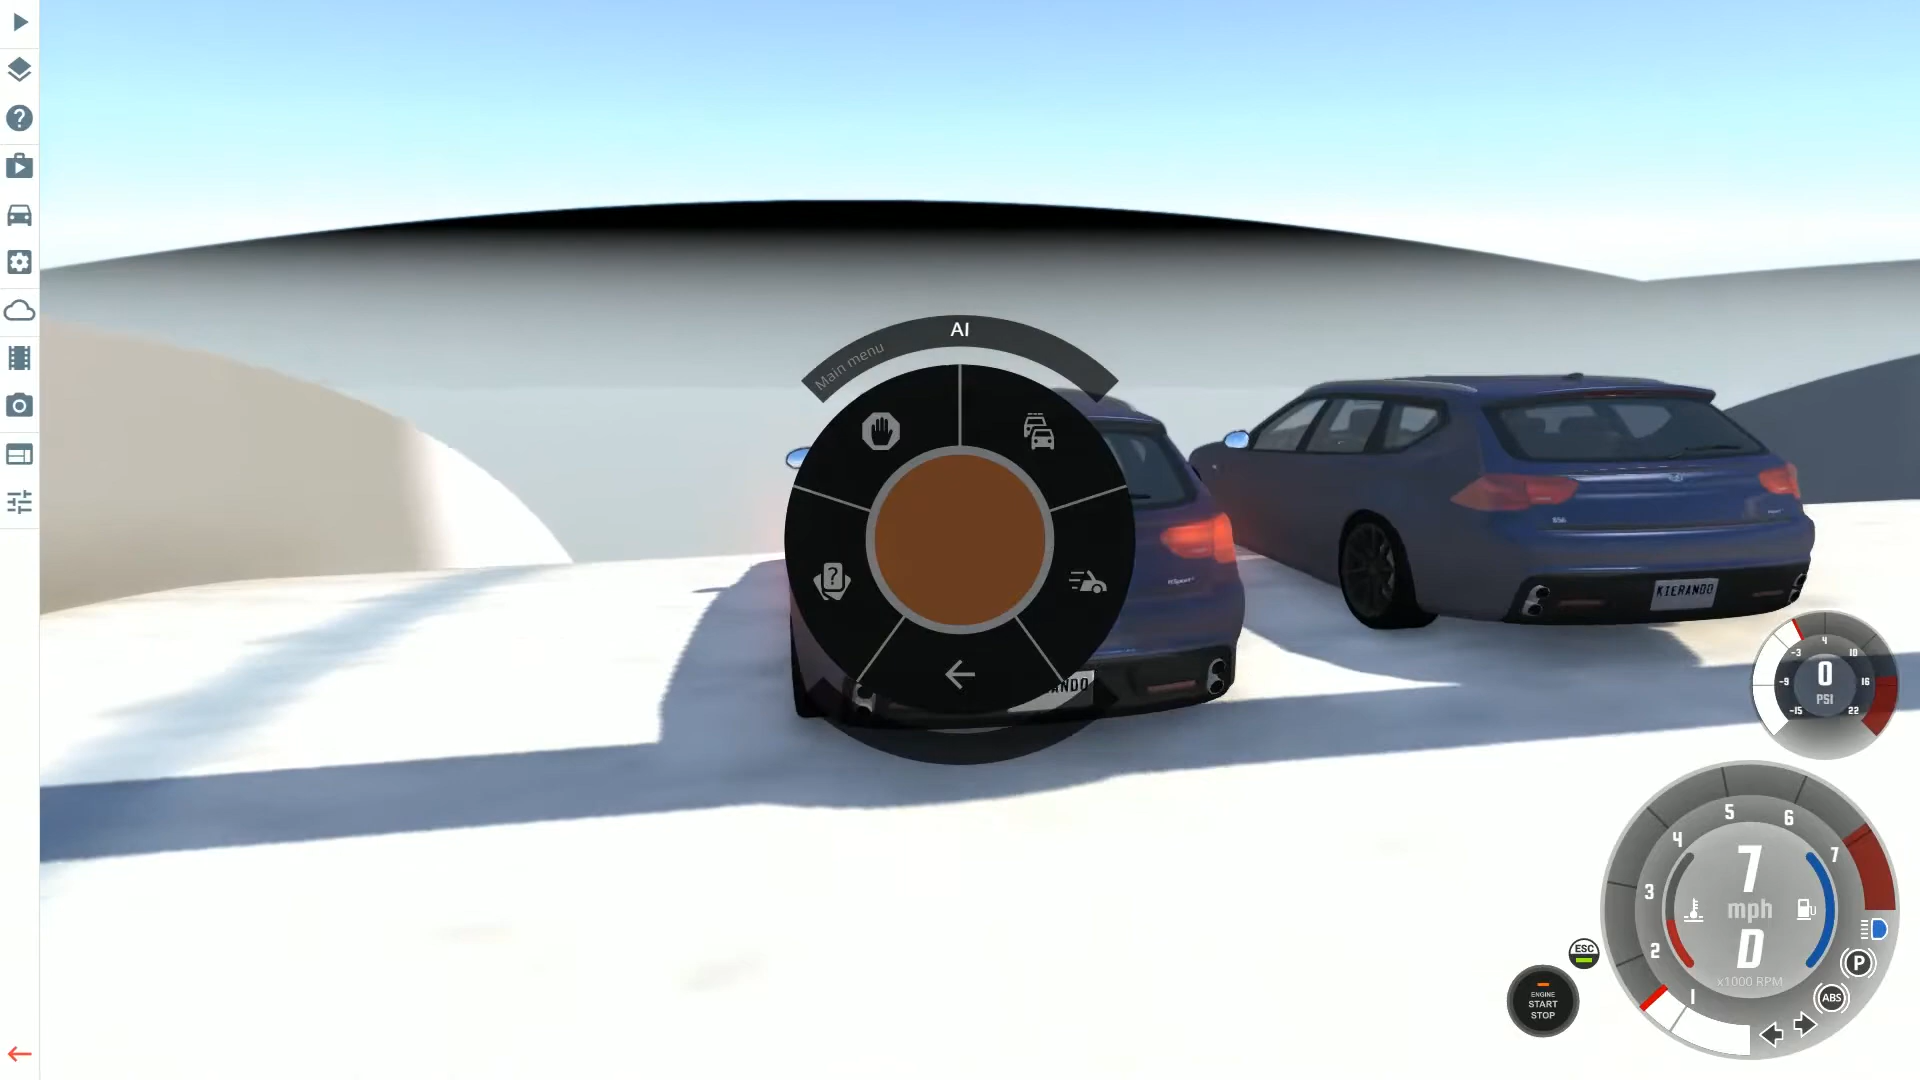 AI
Main menu
?
?
KIERANDO
ANDO
4
-3
10
-9
0
16
PSI
-15
22
5
4
6
7
3
7
mph
2
D
x1000 RPM
1
P
ABS
ESC
ENGINE
START
STOP